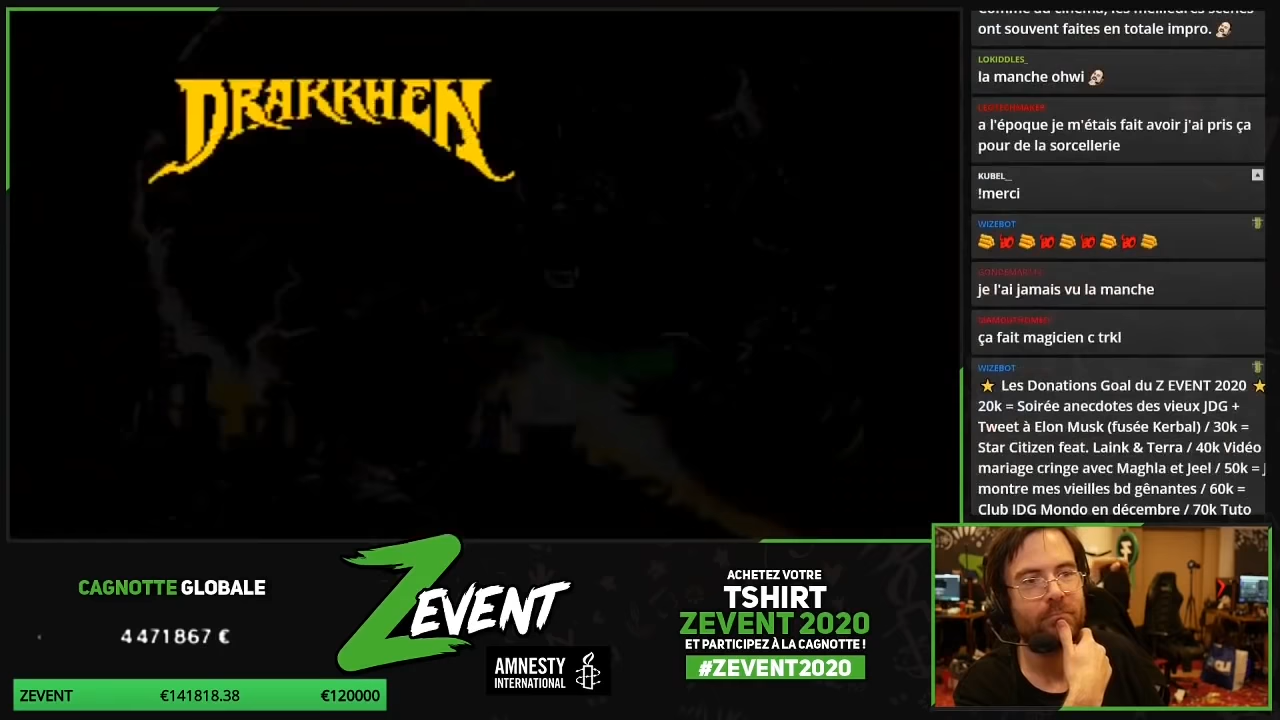 DRAKKHEN
ont souvent faites en totale impro.
LOKIDDLES_
la manche ohwi
a l'époque je m'étais fait avoir j'ai pris ça
pour de la sorcellerie
KUBEL__
!merci
WIZEBOT
je l'ai jamais vu la manche
ça fait magicien c trkl
WIZEBOT
Les Donations Goal du Z EVENT 2020
20k = Soirée anecdotes des vieux JDG +
Tweet à Elon Musk (fusée Kerbal) / 30k =
Star Citizen feat. Laink & Terra / 40k Vidéo
mariage cringe avec Maghla et Jeel / 50k = J
montre mes vieilles bd gênantes / 60k =
Club JDG Mondo en décembre / 70k Tuto
CAGNOTTE GLOBALE
4 471 867 €
ZEVENT €141818.38 €120000
ZEVENT
AMNESTY
INTERNATIONAL
ACHETEZ VOTRE
TSHIRT
ZEVENT 2020
ET PARTICIPEZ À LA CAGNOTTE !
#ZEVENT2020